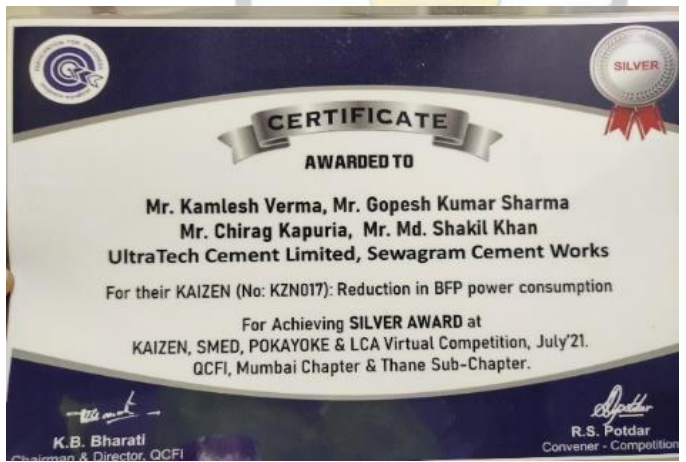 SILVER
CERTIFICATE
AWARDED TO
Mr. Kamlesh Verma, Mr. Gopesh Kumar Sharma
Mr. Chirag Kapuria, Mr. Md. Shakil Khan
UltraTech Cement Limited, Sewagram Cement Works
For their KAIZEN (No: KZN017): Reduction in BFP power consumption
For Achieving SILVER AWARD at
KAIZEN, SMED, POKAYOKE & LCA Virtual Competition, July'21.
QCFI, Mumbai Chapter & Thane Sub-Chapter.
K.B. Bharati
Chairman & Director, QCFI
R.S. Potdar
Convener - Competition